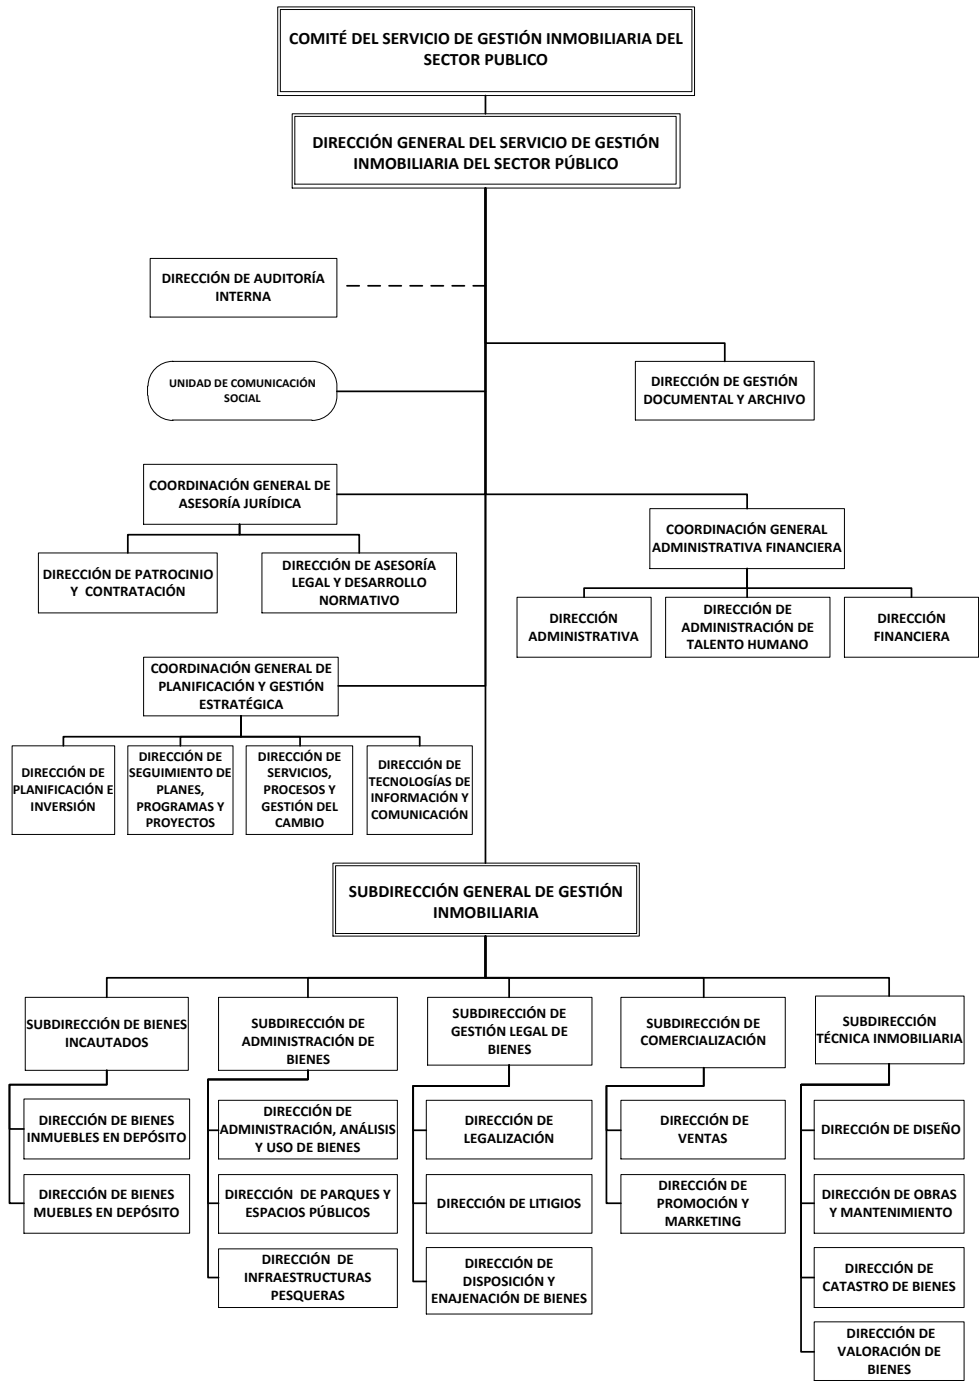 COMITÉ DEL SERVICIO DE GESTIÓN INMOBILIARIA DEL
SECTOR PUBLICO
DIRECCIÓN GENERAL DEL SERVICIO DE GESTIÓN
INMOBILIARIA DEL SECTOR PÚBLICO
DIRECCIÓN DE AUDITORÍA
INTERNA
UNIDAD DE COMUNICACIÓN
SOCIAL
DIRECCIÓN DE GESTIÓN
DOCUMENTAL Y ARCHIVO
COORDINACIÓN GENERAL DE
ASESORÍA JURÍDICA
DIRECCIÓN DE PATROCINIO
Y CONTRATACIÓN
DIRECCIÓN DE ASESORÍA
LEGAL Y DESARROLLO
NORMATIVO
COORDINACIÓN GENERAL
ADMINISTRATIVA FINANCIERA
DIRECCIÓN
ADMINISTRATIVA
DIRECCIÓN DE
ADMINISTRACIÓN DE
TALENTO HUMANO
DIRECCIÓN
FINANCIERA
COORDINACIÓN GENERAL DE
PLANIFICACIÓN Y GESTIÓN
ESTRATÉGICA
DIRECCIÓN DE
PLANIFICACIÓN E
INVERSIÓN
DIRECCIÓN DE
SEGUIMIENTO DE
PLANES,
PROGRAMAS Y
PROYECTOS
DIRECCIÓN DE
SERVICIOS,
PROCESOS Y
GESTIÓN DEL
CAMBIO
DIRECCIÓN DE
TECNOLOGÍAS DE
INFORMACIÓN Y
COMUNICACIÓN
SUBDIRECCIÓN GENERAL DE GESTIÓN
INMOBILIARIA
SUBDIRECCIÓN DE BIENES
INCAUTADOS
DIRECCIÓN DE BIENES
INMUEBLES EN DEPÓSITO
DIRECCIÓN DE BIENES
MUEBLES EN DEPÓSITO
SUBDIRECCIÓN DE
ADMINISTRACIÓN DE
BIENES
DIRECCIÓN DE
ADMINISTRACIÓN, ANÁLISIS
Y USO DE BIENES
DIRECCIÓN DE PARQUES Y
ESPACIOS PÚBLICOS
DIRECCIÓN DE
INFRAESTRUCTURAS
PESQUERAS
SUBDIRECCIÓN DE
GESTIÓN LEGAL DE
BIENES
DIRECCIÓN DE
LEGALIZACIÓN
DIRECCIÓN DE LITIGIOS
DIRECCIÓN DE
DISPOSICIÓN Y
ENAJENACIÓN DE BIENES
SUBDIRECCIÓN DE
COMERCIALIZACIÓN
DIRECCIÓN DE
VENTAS
DIRECCIÓN DE
PROMOCIÓN Y
MARKETING
SUBDIRECCIÓN
TÉCNICA INMOBILIARIA
DIRECCIÓN DE DISEÑO
DIRECCIÓN DE OBRAS
Y MANTENIMIENTO
DIRECCIÓN DE
CATASTRO DE BIENES
DIRECCIÓN DE
VALORACIÓN DE
BIENES